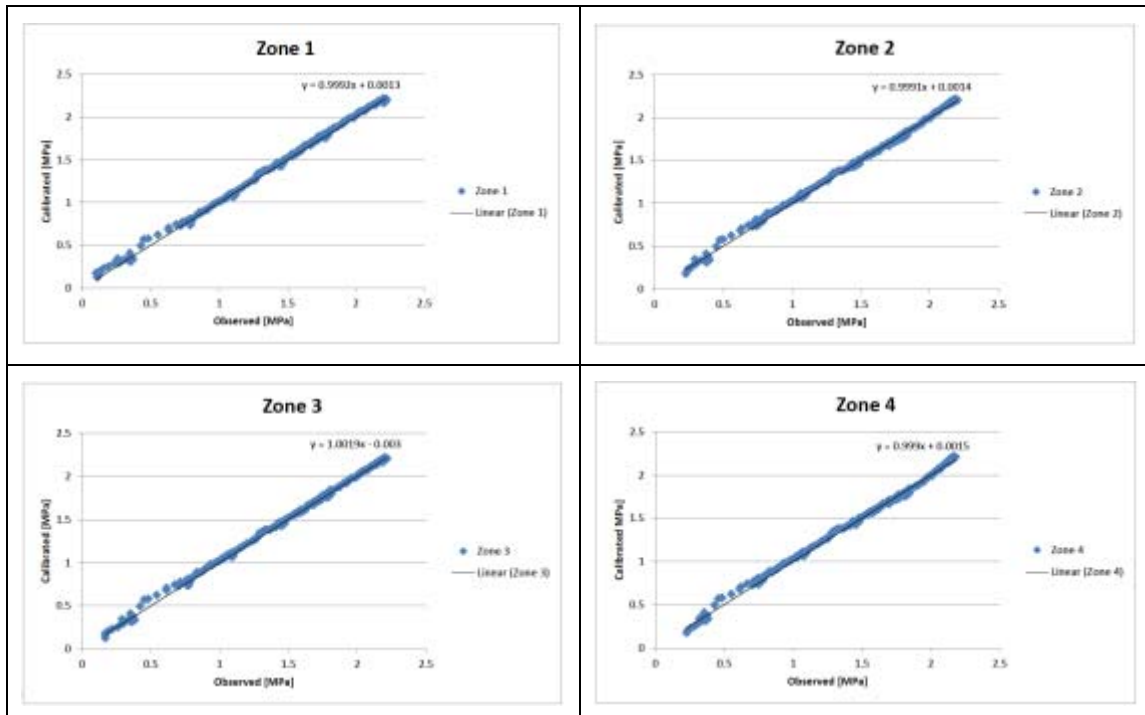 Zone 1
y = 0.9992x + 0.0013
2.5
2
1.5
1
0.5
0
Calibrated [MPa]
0 0.5 1 1.5 2 2.5
Observed [MPa]
Zone 1
Linear (Zone 1)
Zone 2
y = 0.9991x + 0.0014
2.5
2
1.5
1
0.5
0
Calibrated [MPa]
0 0.5 1 1.5 2 2.5
Observed [MPa]
Zone 2
Linear (Zone 2)
Zone 3
y = 1.0019x - 0.003
2.5
2
1.5
1
0.5
0
Calibrated [MPa]
0 0.5 1 1.5 2 2.5
Observed [MPa]
Zone 3
Linear (Zone 3)
Zone 4
y = 0.999x + 0.0015
2.5
2
1.5
1
0.5
0
Calibrated MPa]
0 0.5 1 1.5 2 2.5
Observed [MPa]
Zone 4
Linear (Zone 4)